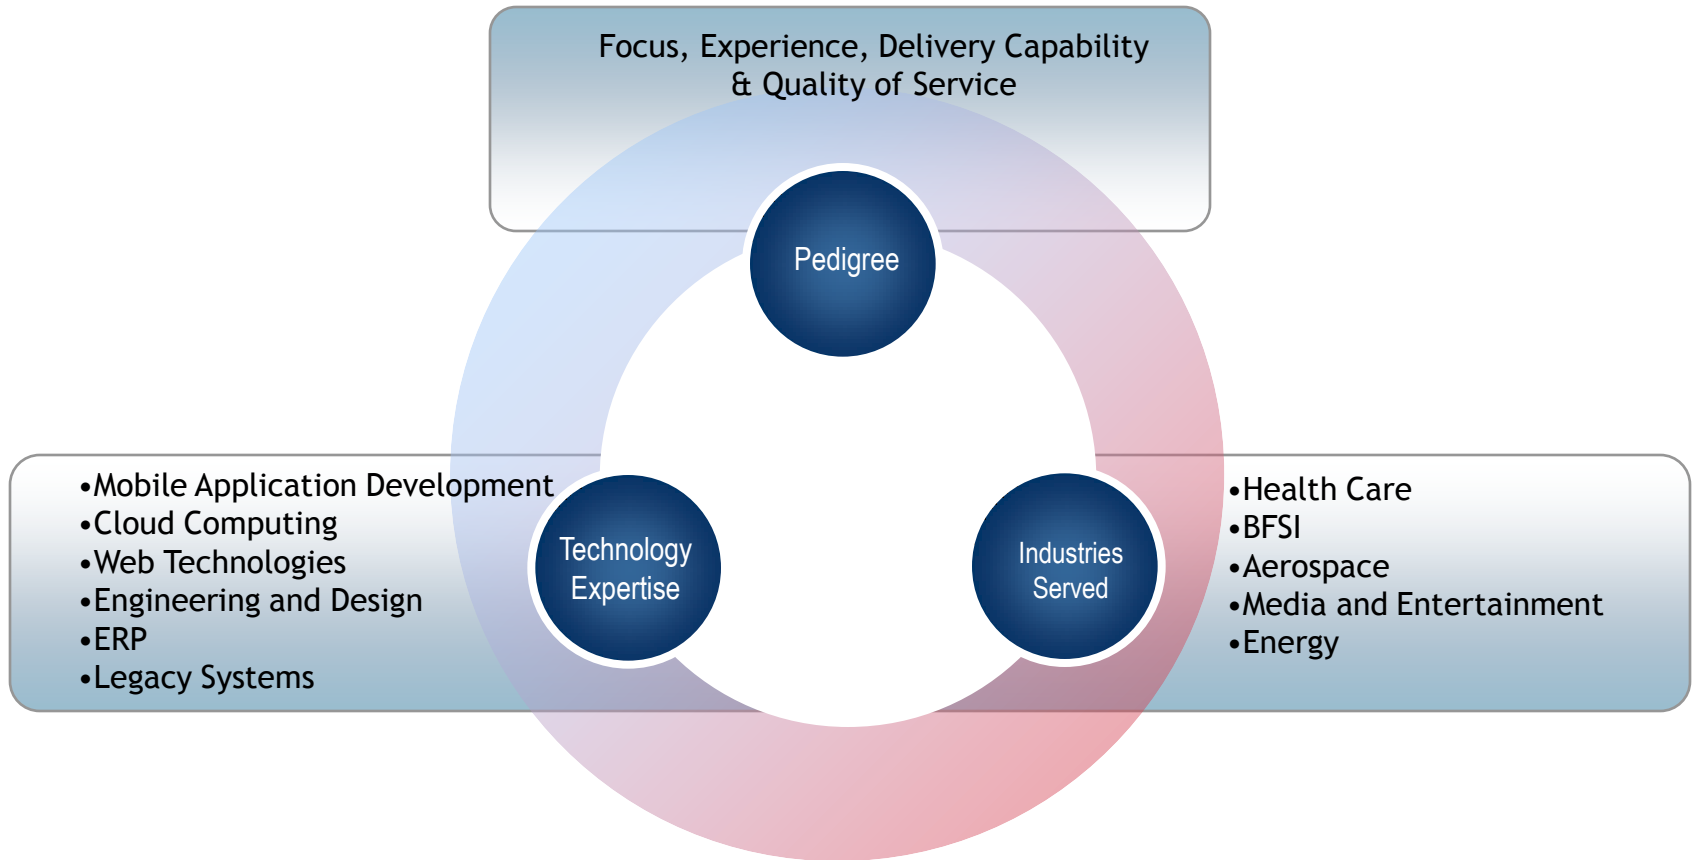 Focus, Experience, Delivery Capability
& Quality of Service
Pedigree
•Mobile Application Development
•Cloud Computing
•Web Technologies
•Engineering and Design
•ERP
•Legacy Systems
Technology
Expertise
Industries
Served
•Health Care
•BFSI
•Aerospace
•Media and Entertainment
•Energy